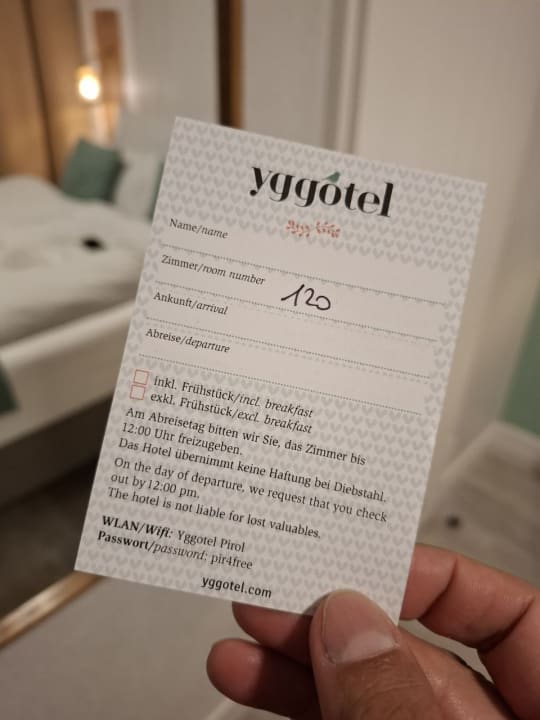 yggotel
Name/name
Zimmer/room number 120
Ankunft/arrival
Abreise/departure
inkl. Frühstück/incl. breakfast
exkl. Frühstück/excl. breakfast
Am Abreisetag bitten wir Sie, das Zimmer bis
12:00 Uhr freizugeben.
Das Hotel übernimmt keine Haftung bei Diebstahl.
On the day of departure, we request that you check
out by 12:00 pm.
The hotel is not liable for lost valuables.
WLAN/Wifi: Yggotel Pirol
Passwort/password: pir4free
yggotel.com